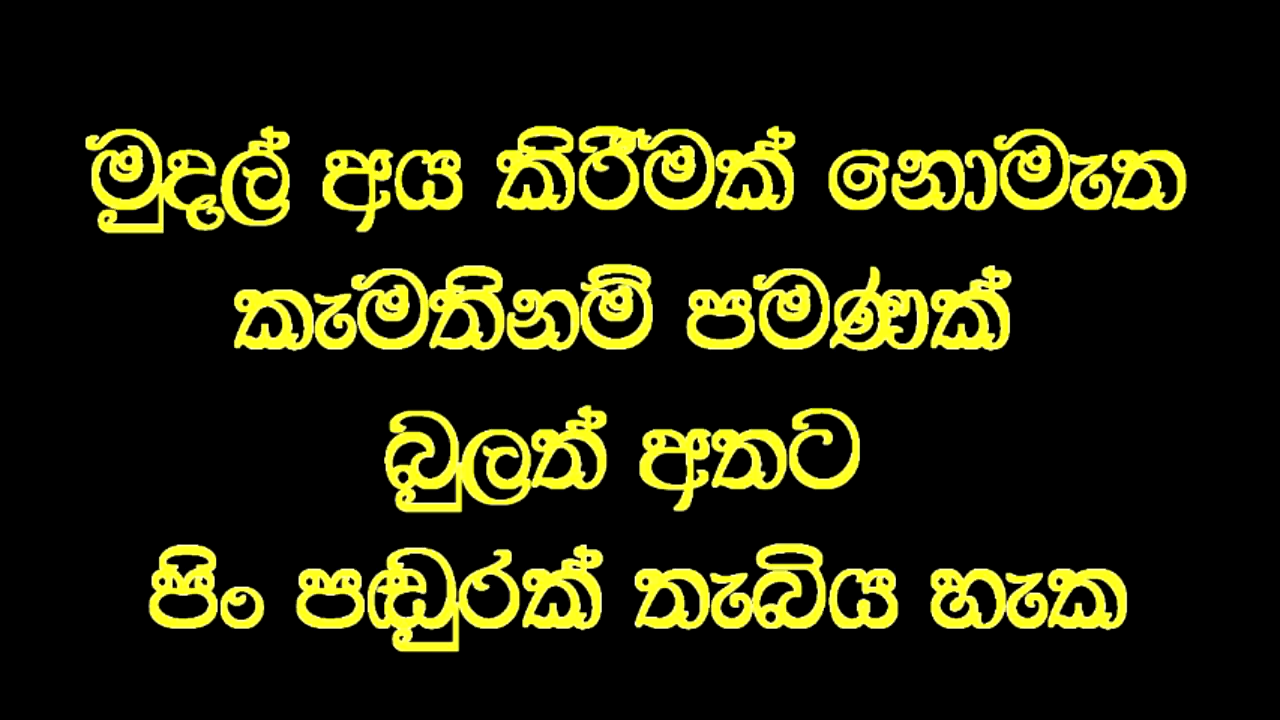 මුදල් අය කිරීමක් නොමැත
කැමතිනම් පමණක්
බුලත් අතට
පිං පඬුරක් තැබිය හැක